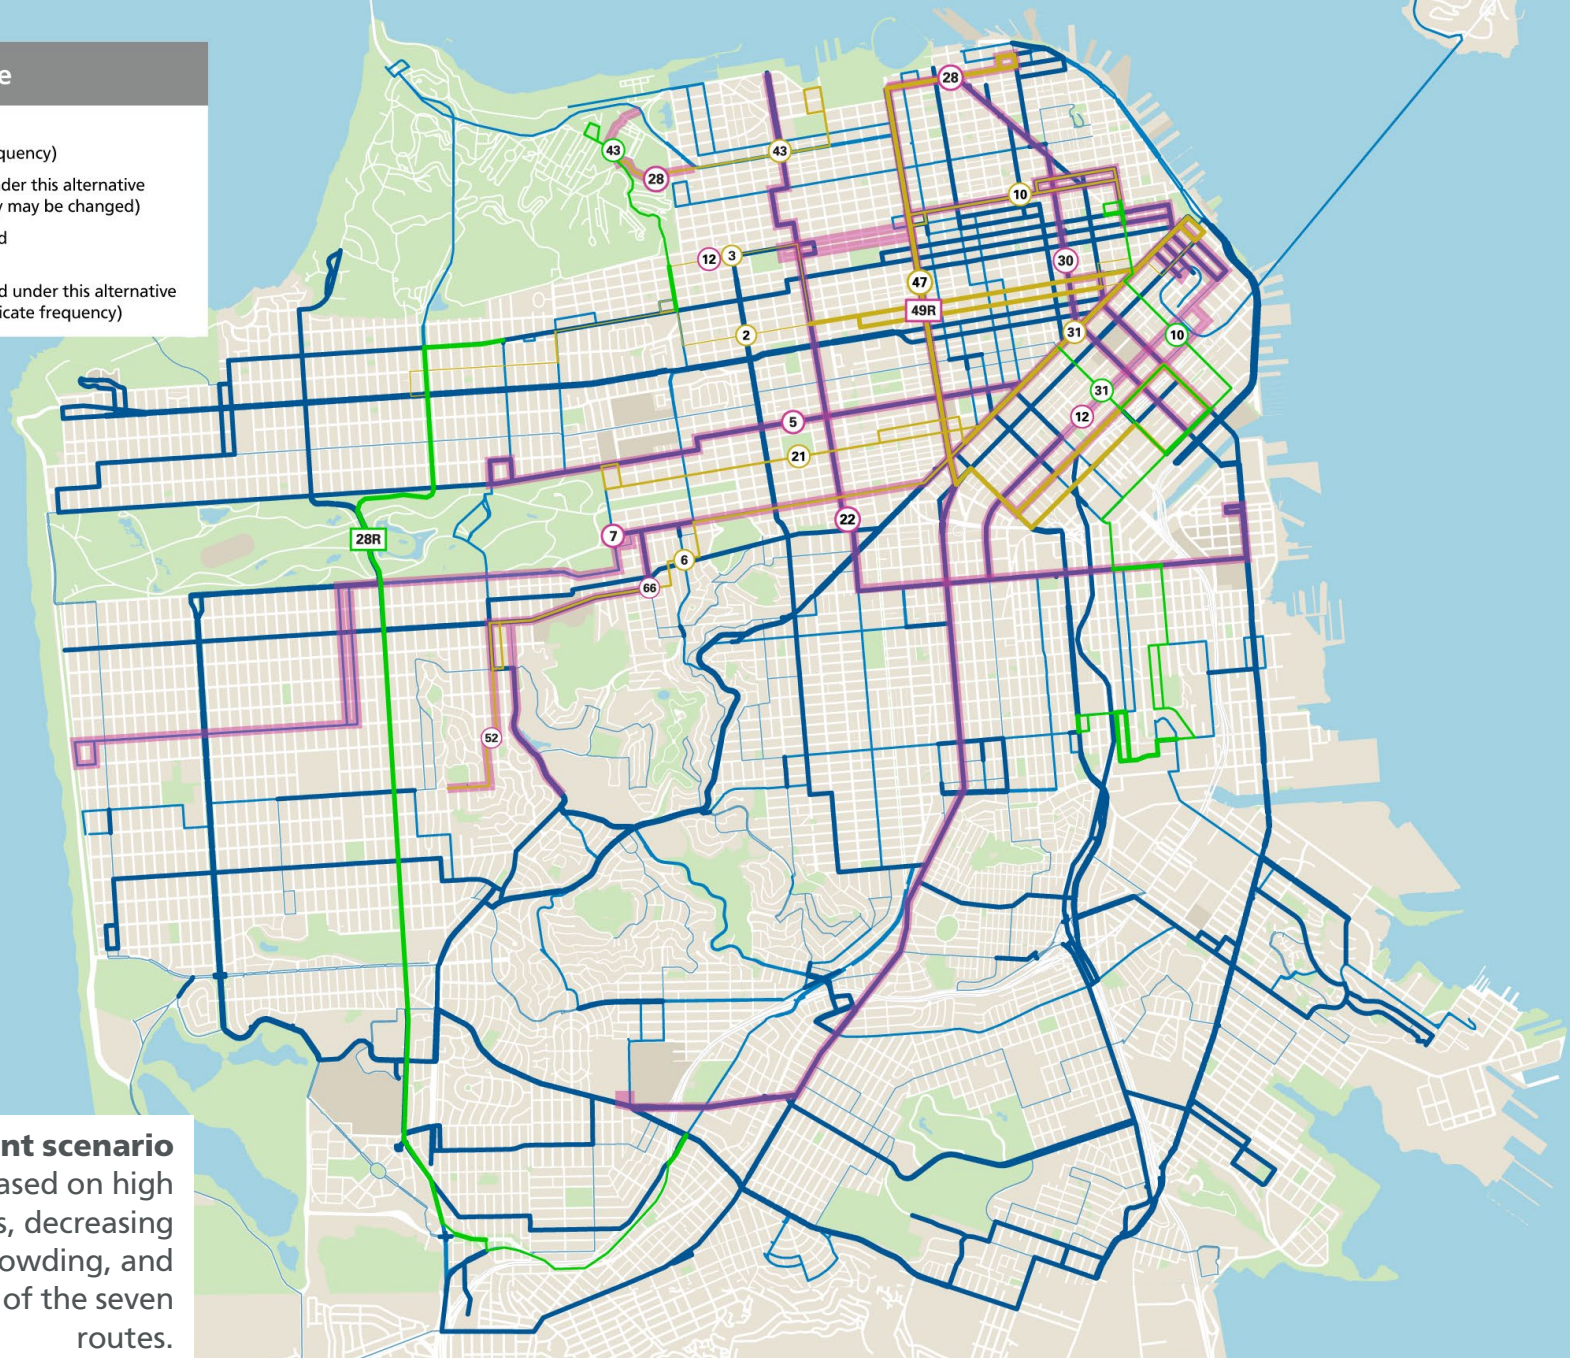 e
quency)
der this alternative
y may be changed)
d
d under this alternative
icate frequency)
28
43
43
28
10
12
3
30
47
49R
2
31
10
31
5
12
21
22
7
28R
6
66
52
nt scenario
ased on high
s, decreasing
owding, and
of the seven
routes.